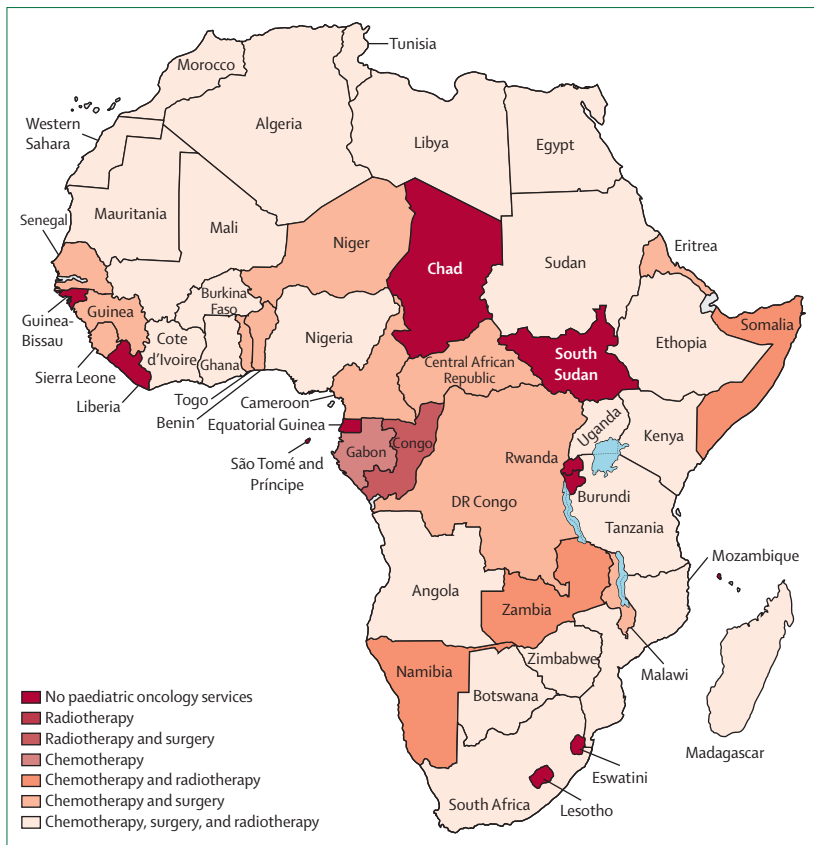 Tunisia
Morocco
Algeria
Western
Sahara
Libya
Egypt
Mauritania
Mali
Senegal
Niger
Chad
Sudan
Eritrea
Burkina
Faso
Guinea
Guinea-
Bissau
Cote
d'Ivoire
Ghana
Nigeria
Somalia
Ethiopia
South
Sudan
Central African
Republic
Sierra Leone
Liberia
Togo
Benin
Cameroon
Equatorial Guinea
São Tomé and
Príncipe
Gabon
Congo
Uganda
Kenya
Rwanda
Burundi
DR Congo
Tanzania
Mozambique
Angola
Zambia
Malawi
Zimbabwe
Namibia
Botswana
Madagascar
Eswatini
Lesotho
South Africa
No paediatric oncology services
Radiotherapy
Radiotherapy and surgery
Chemotherapy
Chemotherapy and radiotherapy
Chemotherapy and surgery
Chemotherapy, surgery, and radiotherapy